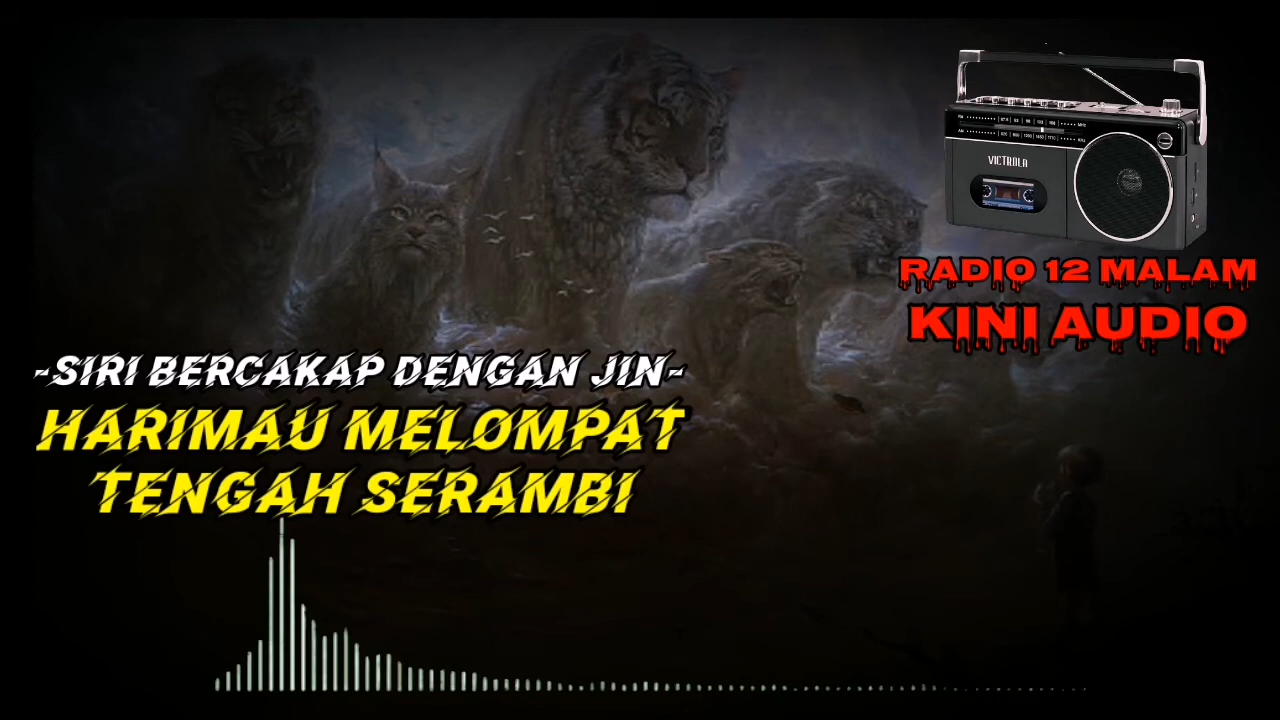 VICTROLA
RADIO 12 MALAM
KINI AUDIO
-SIRI BERCAKAP DENGAN JIN-
HARIMAU MELOMPAT
TENGAH SERAMBI